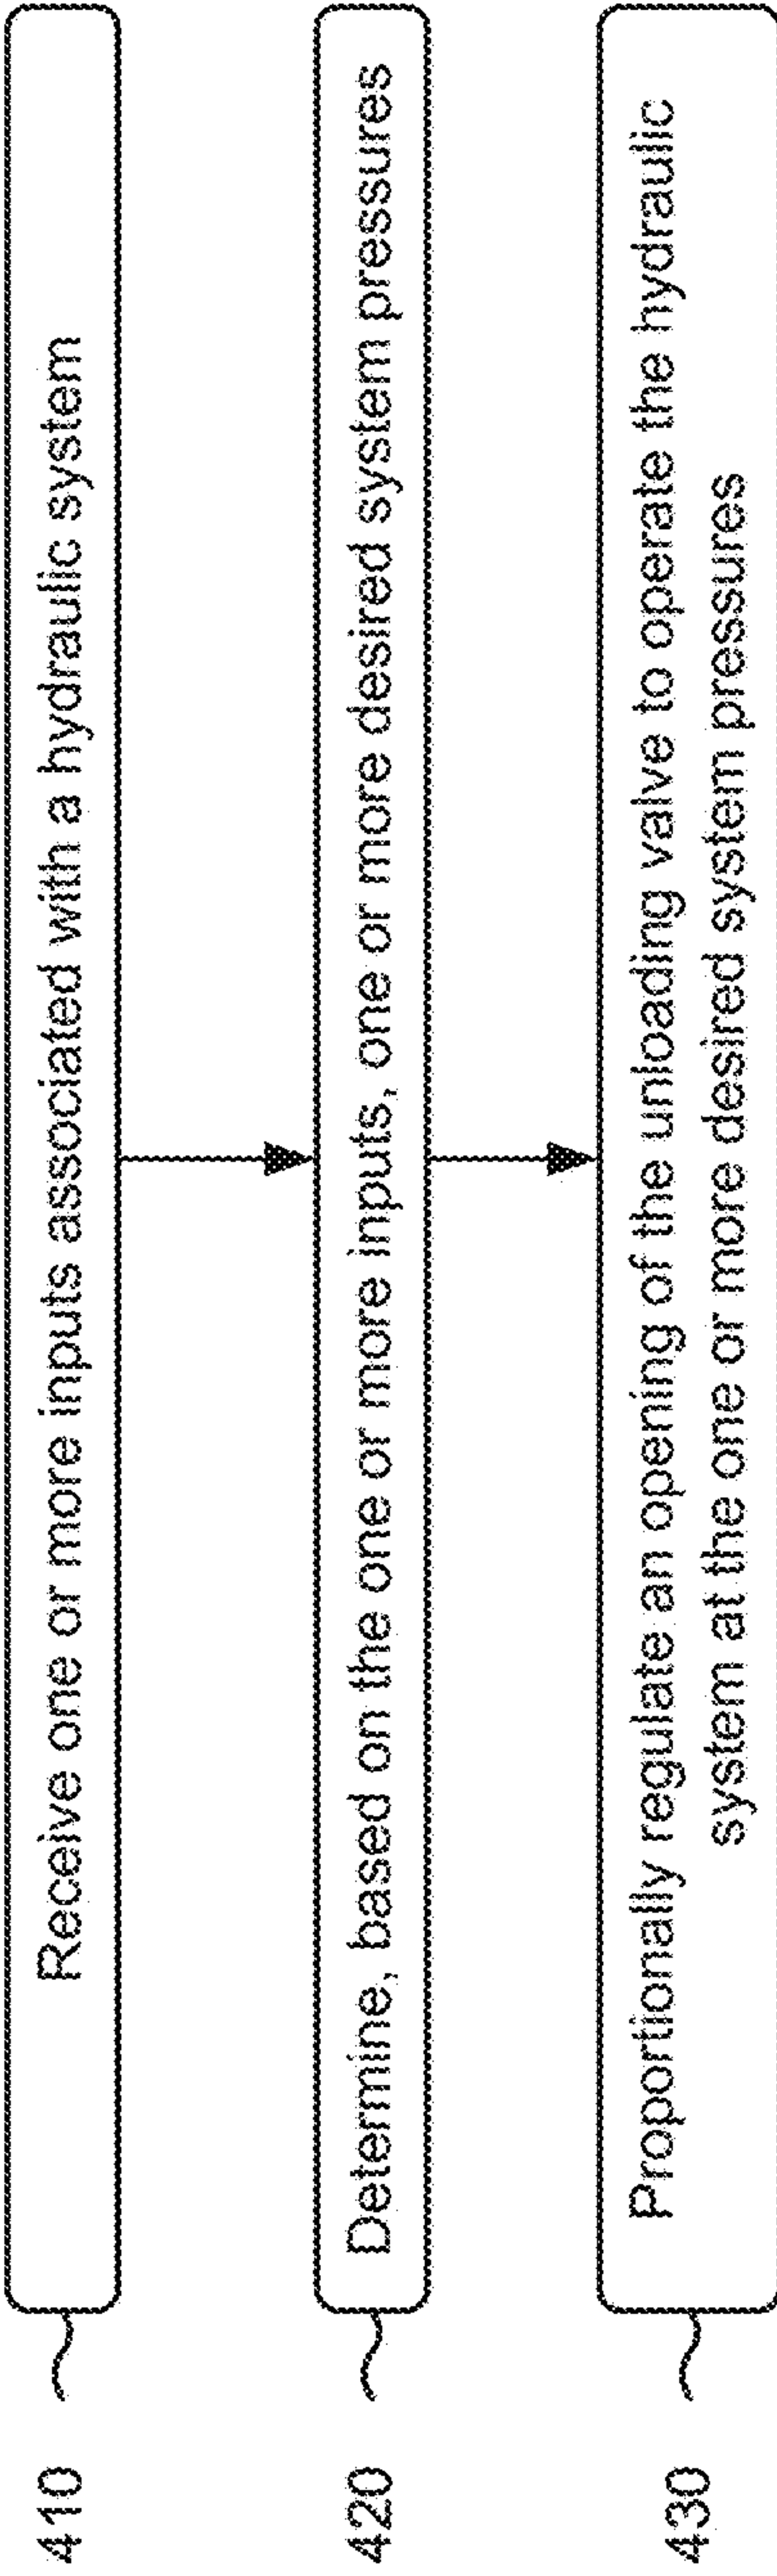 410
Receive one or more inputs associated with a hydraulic system
420
Determine, based on the one or more inputs, one or more desired system pressures
430
Proportionally regulate an opening of the unloading valve to operate the hydraulic
system at the one or more desired system pressures